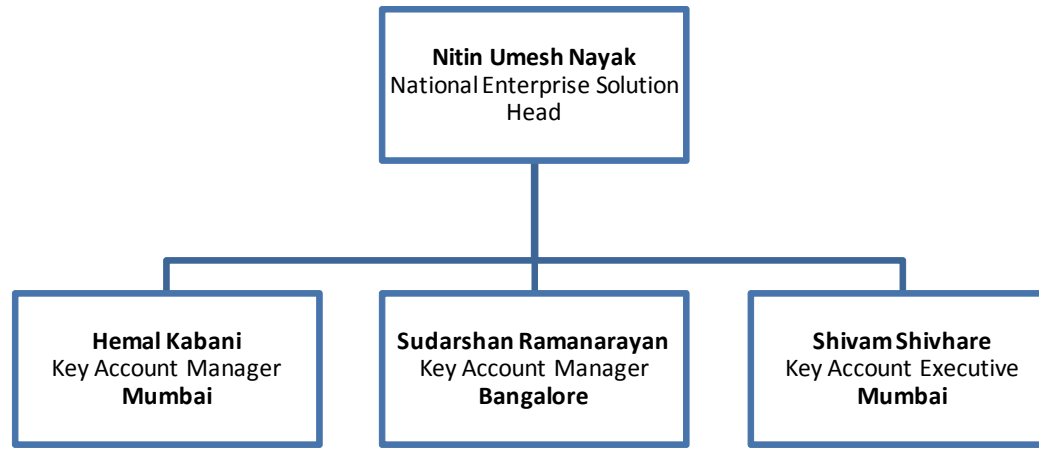 Nitin Umesh Nayak
National Enterprise Solution
Head
Hemal Kabani
Key Account Manager
Mumbai
Sudarshan Ramanarayan
Key Account Manager
Bangalore
Shivam Shivhare
Key Account Executive
Mumbai